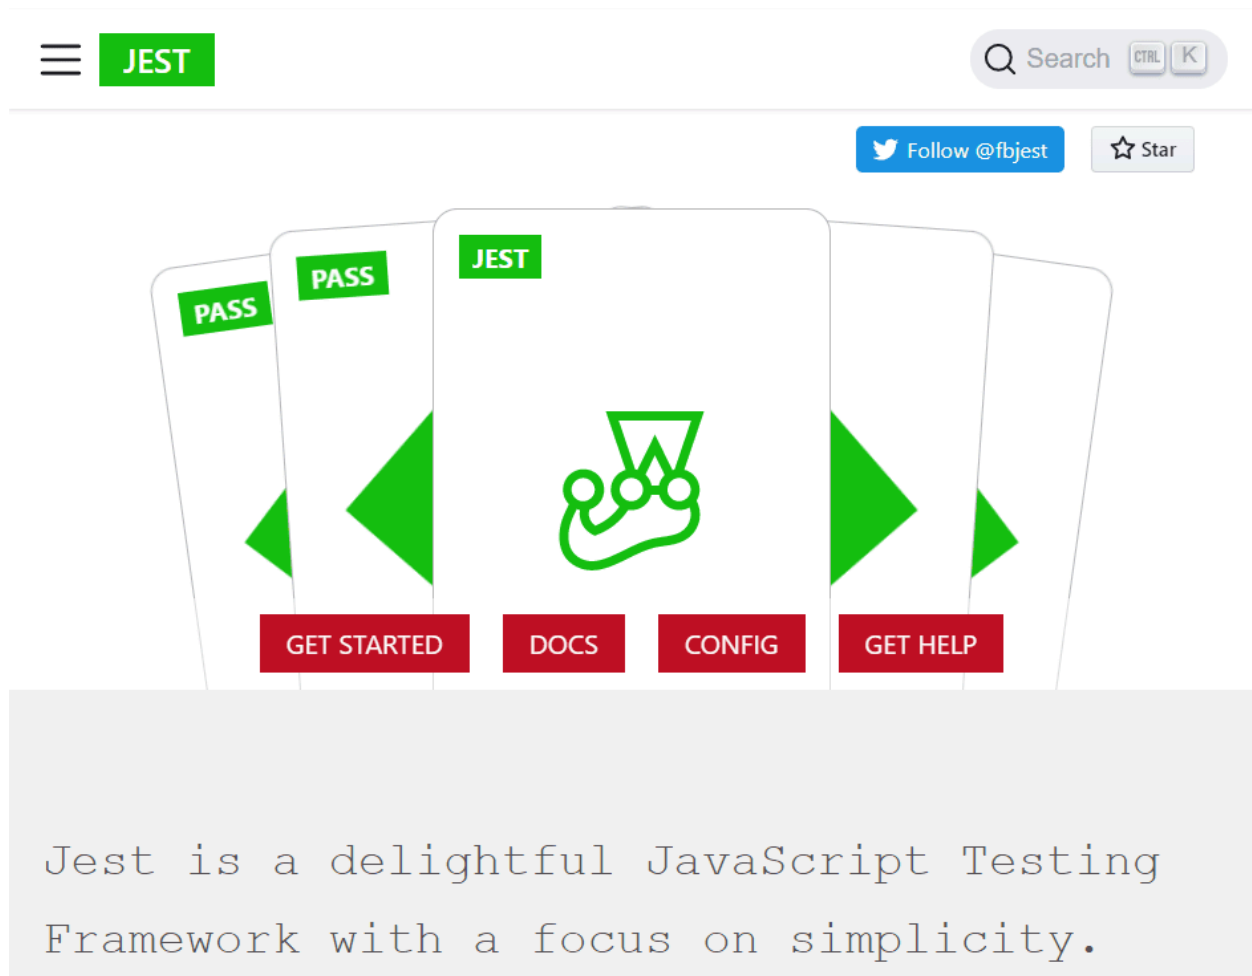 JEST
Search CTRL K
Follow @fbjest
Star
PASS
PASS
JEST
GET STARTED
DOCS
CONFIG
GET HELP
Jest is a delightful JavaScript Testing
Framework with a focus on simplicity.